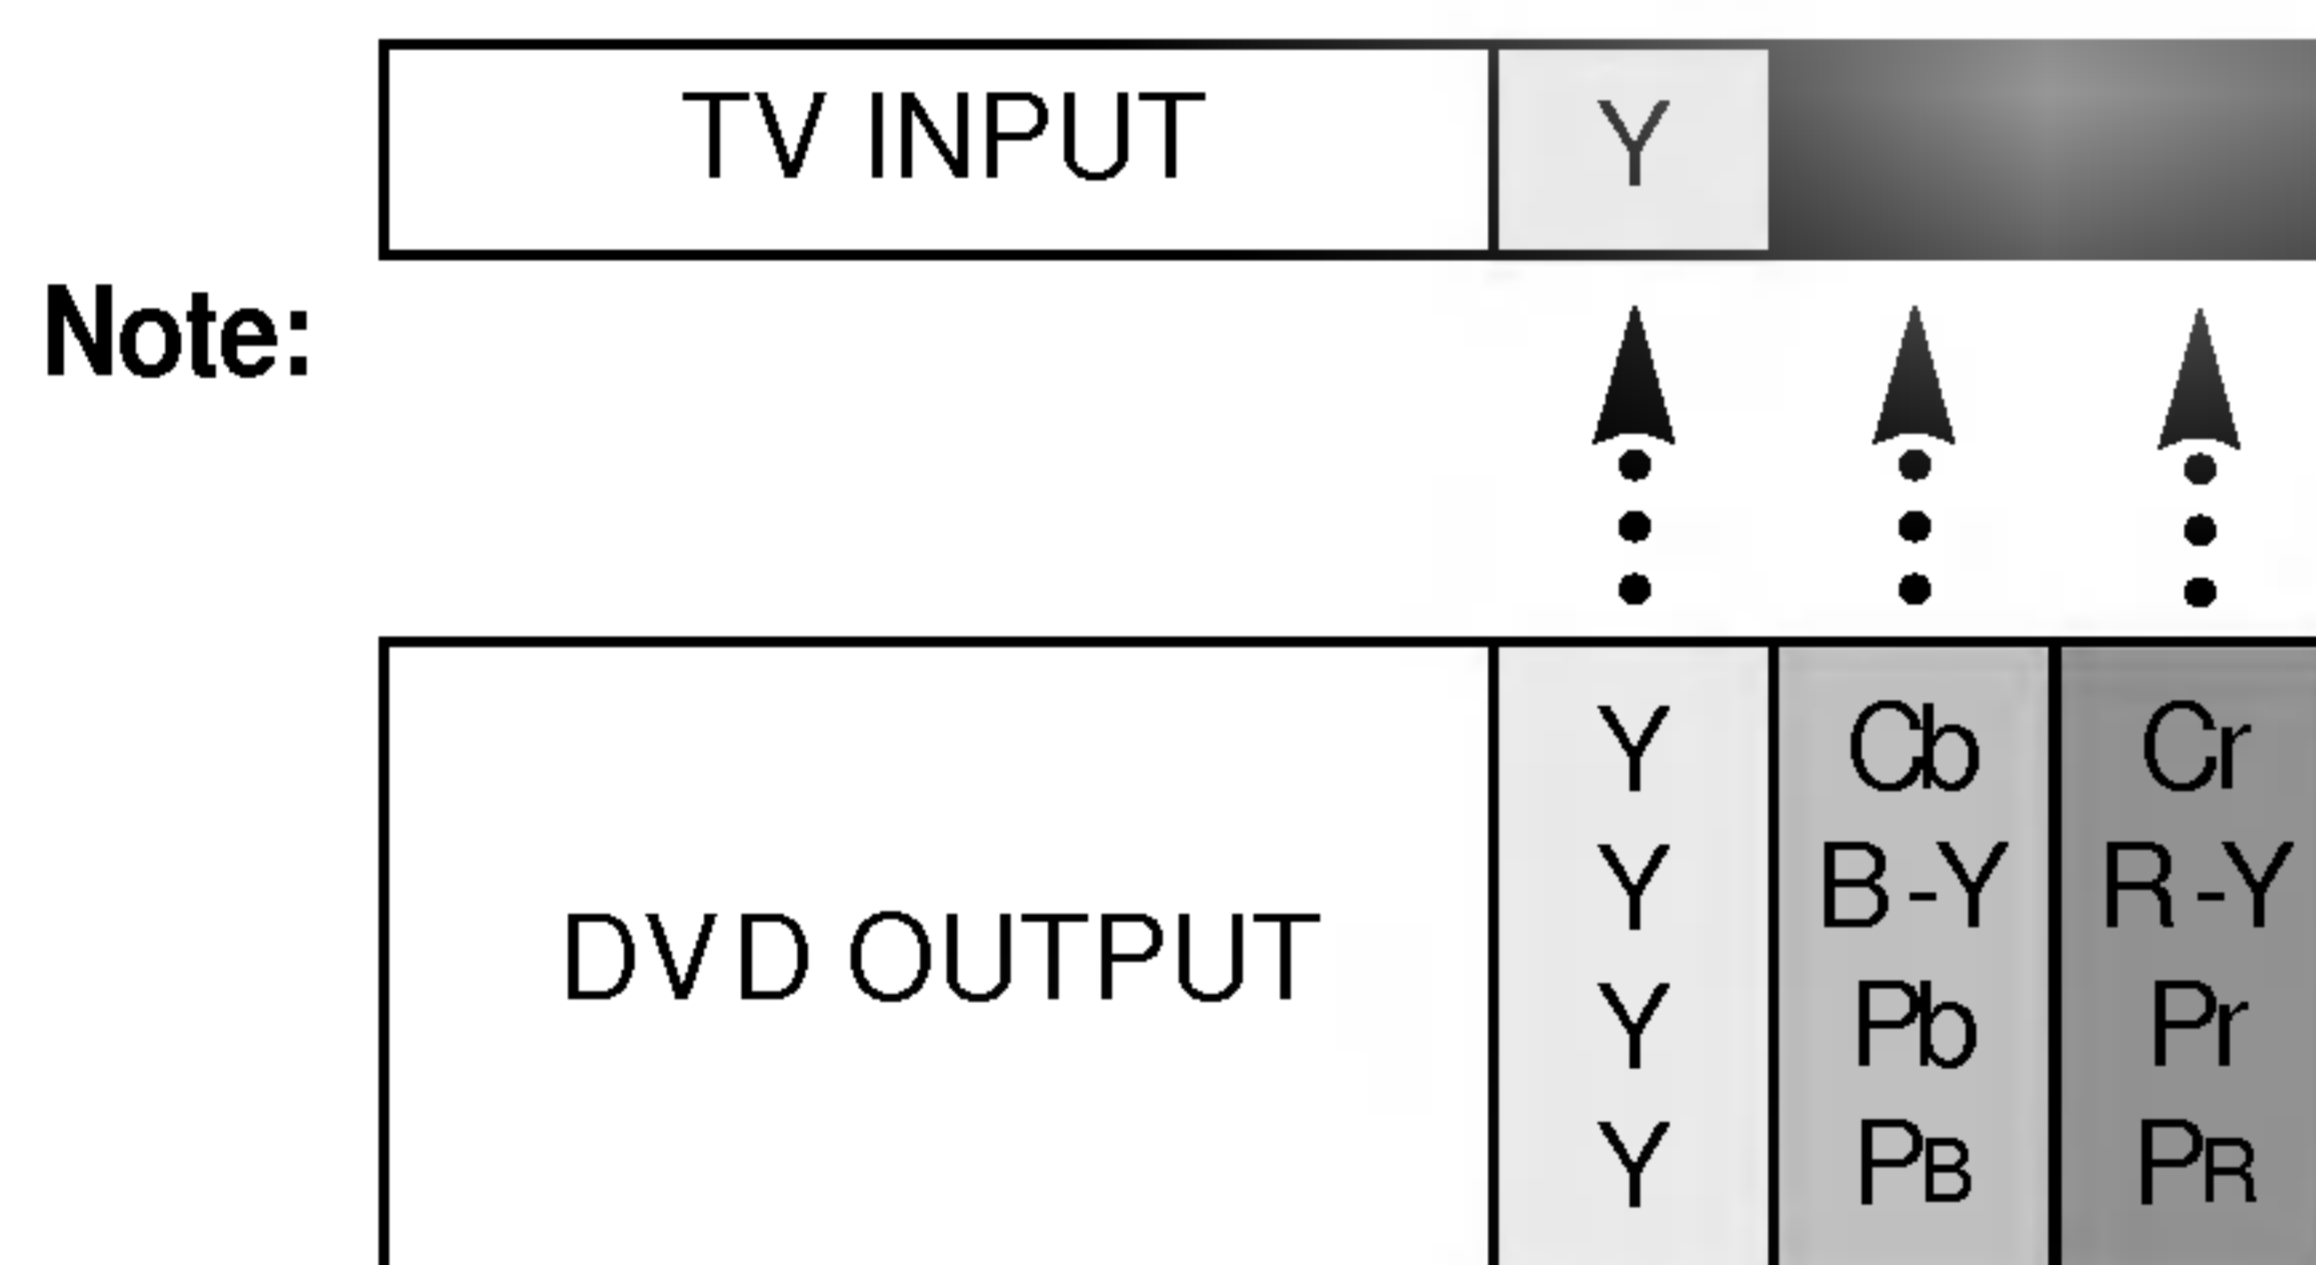 TV INPUT Y
Note:
Y Cb Cr
Y B-Y R-Y
DVD OUTPUT
Y Pb Pr
Y PB PR